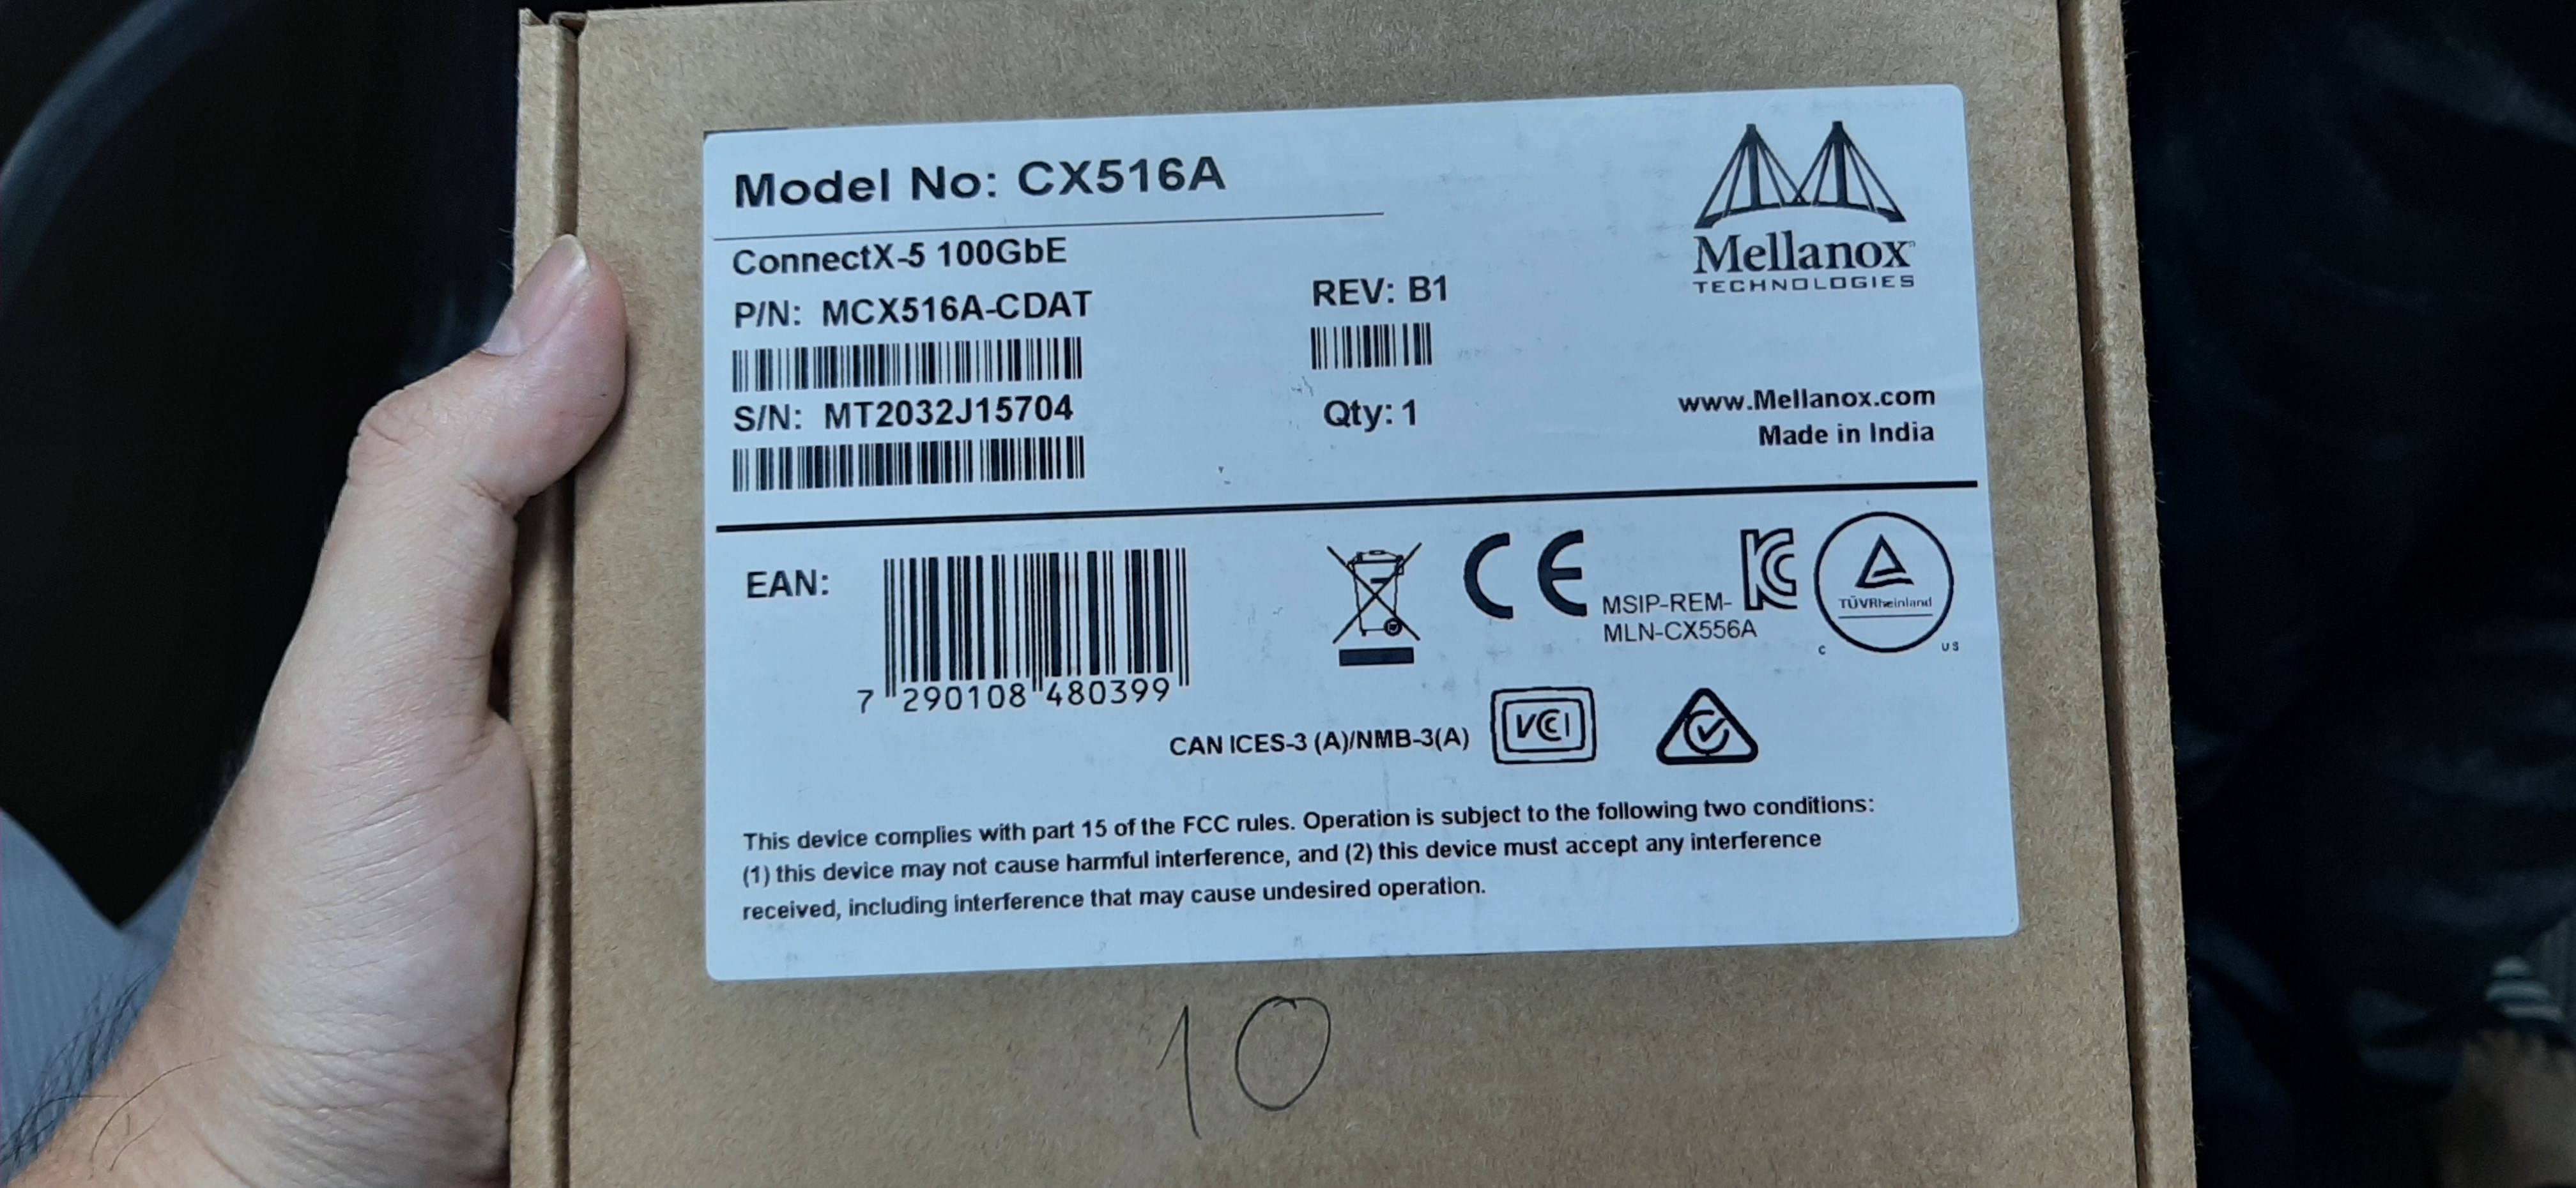 Model No: CX516A
Mellanox
TECHNOLOGIES
ConnectX-5 100GbE
P/N: MCX516A-CDAT
REV: B1
S/N: MT2032J15704
Qty: 1
www.Mellanox.com
Made in India
EAN:
7 290108 480399
CE
MSIP-REM-
MLN-CX556A
KC
TÜVRheinland
C US
CAN ICES-3 (A)/NMB-3(A)
VCCI
This device complies with part 15 of the FCC rules. Operation is subject to the following two conditions:
(1) this device may not cause harmful interference, and (2) this device must accept any interference
received, including interference that may cause undesired operation.
10